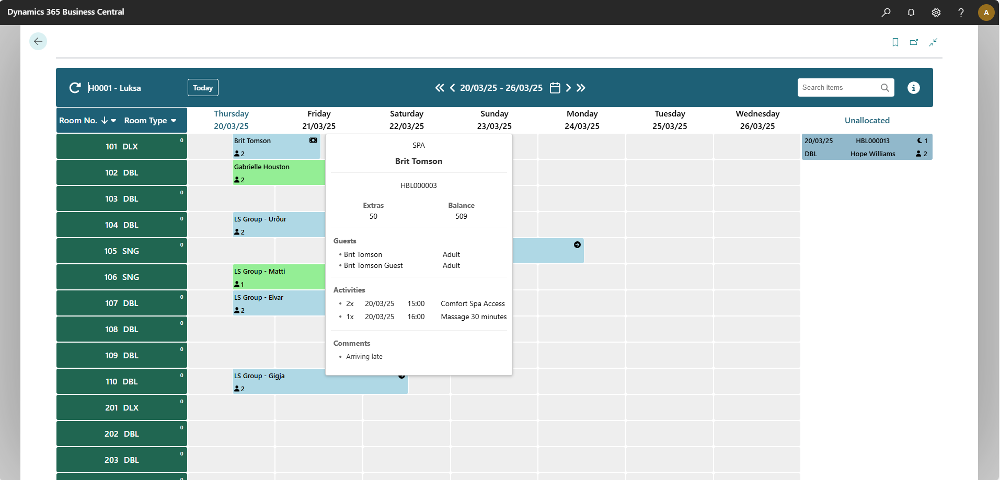 Dynamics 365 Business Central
?
A
H0001 - Luksa
Today
20/03/25 - 26/03/25
Search items
Room No. Room Type
Thursday Friday Saturday Sunday Monday Tuesday Wednesday
20/03/25 21/03/25 22/03/25 23/03/25 24/03/25 25/03/25 26/03/25
Unallocated
101 DLX 0
Brit Tomson
2
20/03/25 HBL000013 1
DBL Hope Williams 2
102 DBL
Gabrielle Houston
2
103 DBL 0
104 DBL 0
LS Group - Urður
2
105 SNG 0
106 SNG
LS Group - Matti
1
107 DBL 0
LS Group - Elvar
2
108 DBL 0
109 DBL 0
110 DBL 0
LS Group - Gígja
2
201 DLX 0
202 DBL 0
203 DBL 0
0
SPA
Brit Tomson
HBL000003
Extras Balance
50 509
Guests
• Brit Tomson Adult
• Brit Tomson Guest Adult
Activities
• 2x 20/03/25 15:00 Comfort Spa Access
• 1x 20/03/25 16:00 Massage 30 minutes
Comments
• Arriving late